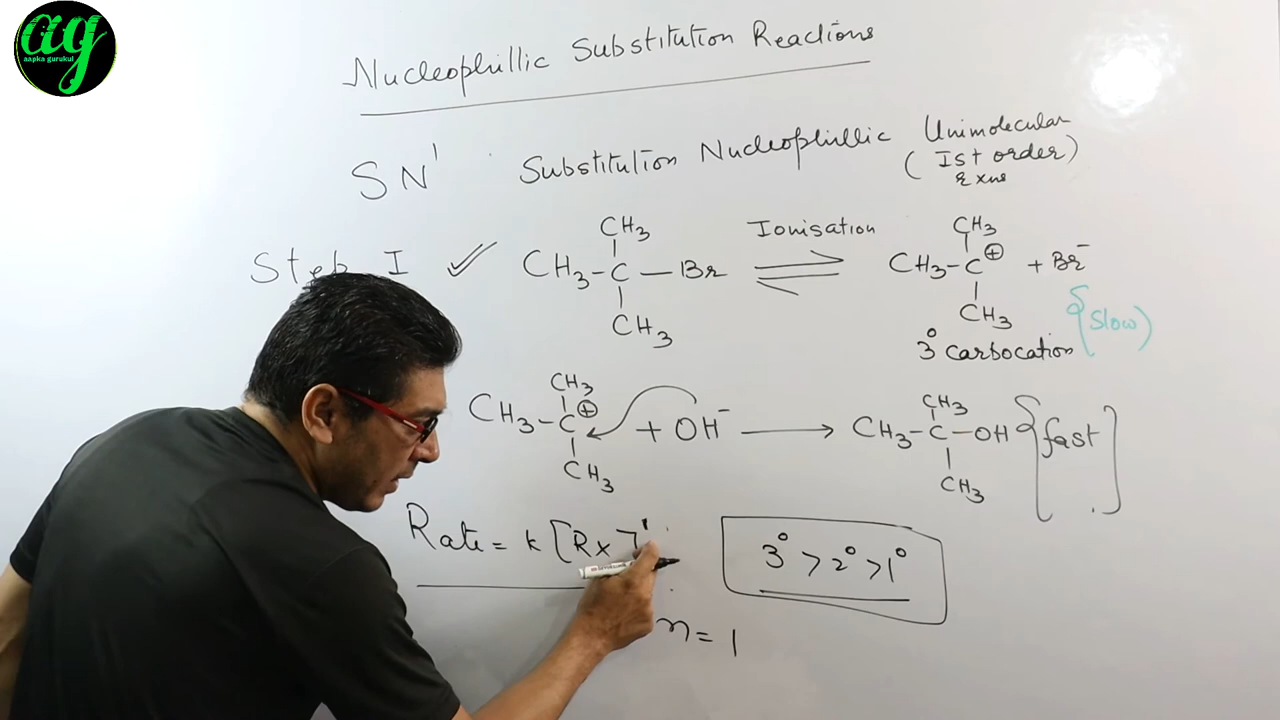 ag
aapka gurukul
Nucleophillic Substitution Reactions
SN¹ Substitution Nucleophillic Unimolecular
(Ist order)
rxns
Step I ✓ CH₃-C-Br ⇌ CH₃-C⊕ + Br⁻
CH₃ Ionisation CH₃
CH₃ CH₃
3° carbocation {slow)
CH₃ CH₃
CH₃-C⊕ + OH⁻ → CH₃-C-OH {fast]
CH₃ CH₃
Rate = k [Rx]¹
3° > 2° > 1°
n = 1